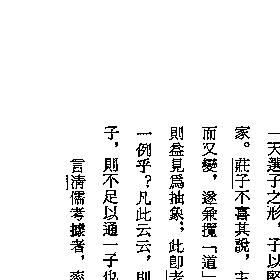 一天選子之形，子以堅
家。莊子不喜其說，主
而又變，遂兼攬「道」
則益見爲抽象，此即老
一例乎？凡此云云，則
子，則不足以通一子也
言清儒考據者，率